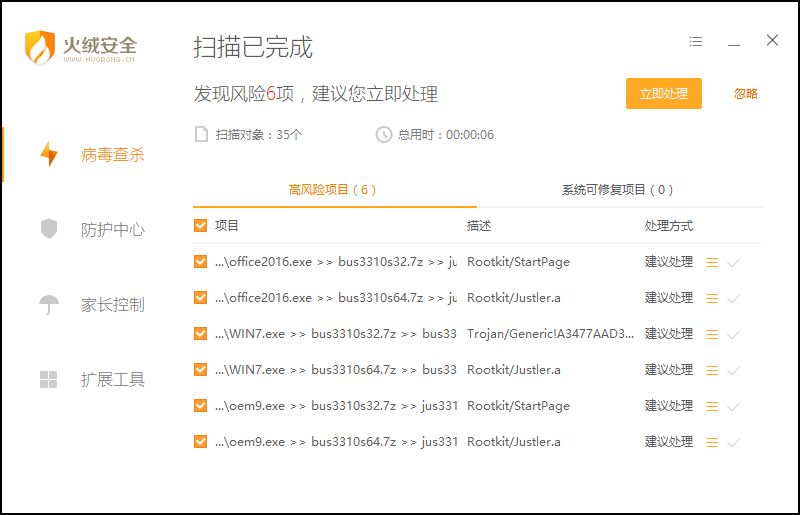 火绒安全
WWW.HUORONG.CN
扫描已完成
发现风险6项，建议您立即处理
立即处理
忽略
扫描对象：35个
总用时：00:00:06
病毒查杀
防护中心
家长控制
扩展工具
高风险项目（6）
系统可修复项目（0）
项目 描述 处理方式
...\office2016.exe >> bus3310s32.7z >> ju Rootkit/StartPage 建议处理
...\office2016.exe >> bus3310s64.7z >> ju Rootkit/Justler.a 建议处理
...\WIN7.exe >> bus3310s32.7z >> bus33 Trojan/Generic!A3477AAD3... 建议处理
...\WIN7.exe >> bus3310s64.7z >> bus33 Rootkit/Justler.a 建议处理
...\oem9.exe >> bus3310s32.7z >> jus331 Rootkit/StartPage 建议处理
...\oem9.exe >> bus3310s64.7z >> jus331 Rootkit/Justler.a 建议处理